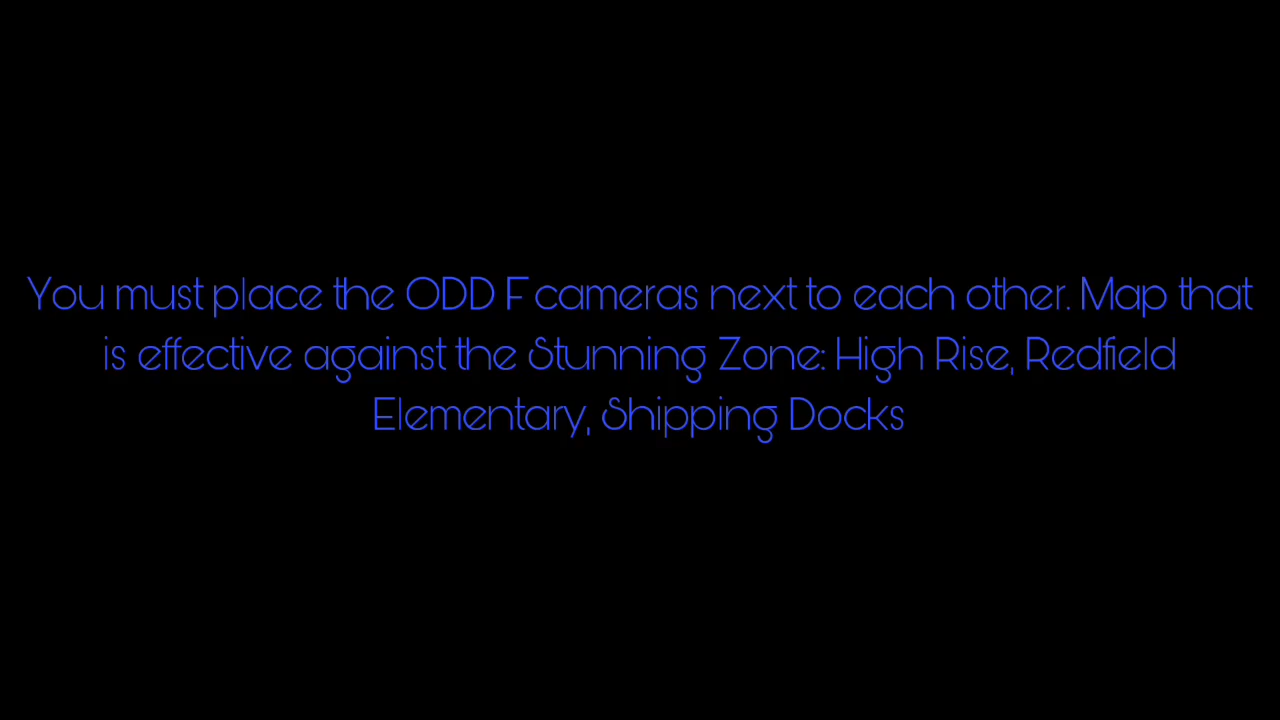 You must place the ODD F cameras next to each other. Map that
is effective against the Stunning Zone: High Rise, Redfield
Elementary, Shipping Docks